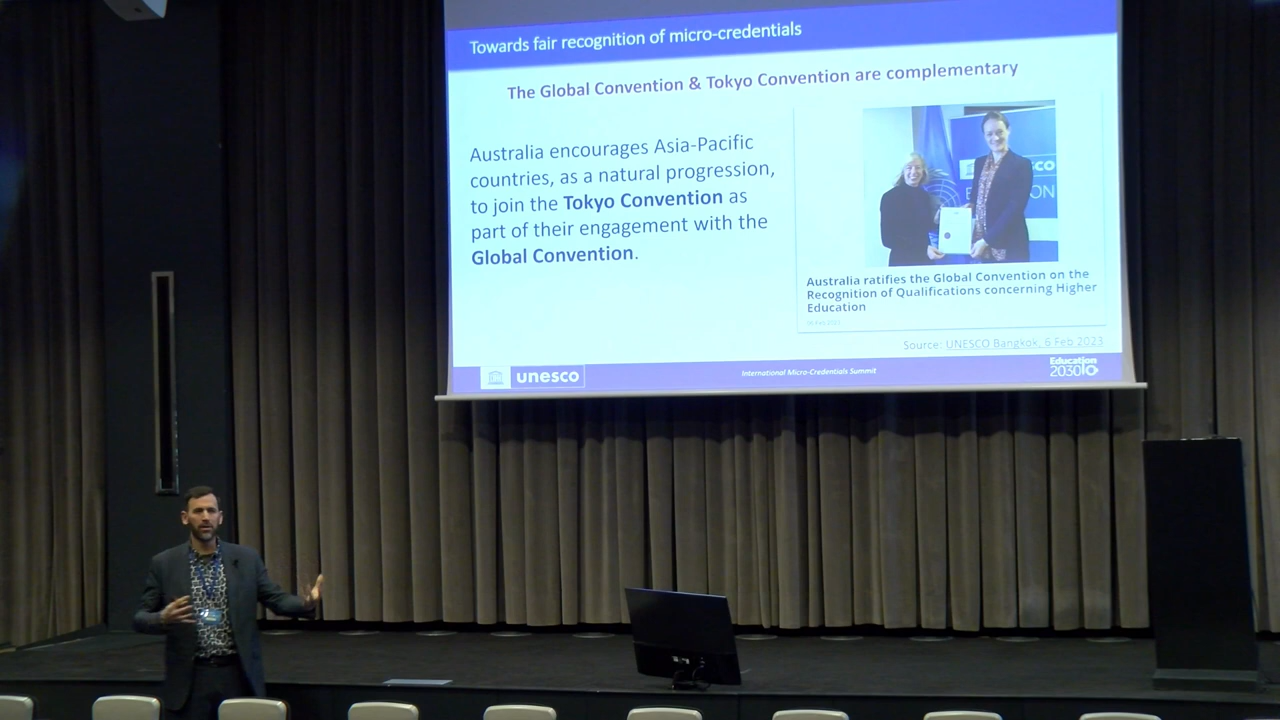 Towards fair recognition of micro-credentials
The Global Convention & Tokyo Convention are complementary
Australia encourages Asia-Pacific
countries, as a natural progression,
to join the Tokyo Convention as
part of their engagement with the
Global Convention.
Australia ratifies the Global Convention on the
Recognition of Qualifications concerning Higher
Education
Source: UNESCO Bangkok, 6 Feb 2023
unesco
International Micro-Credentials Summit
Education
2030